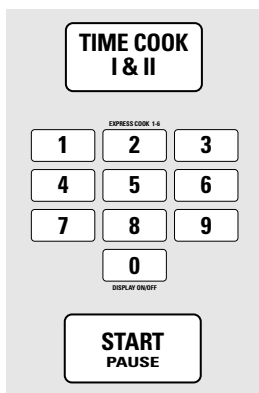 TIME COOK
I & II
EXPRESS COOK 1-6
1 2 3
4 5 6
7 8 9
0
DISPLAY ON/OFF
START
PAUSE